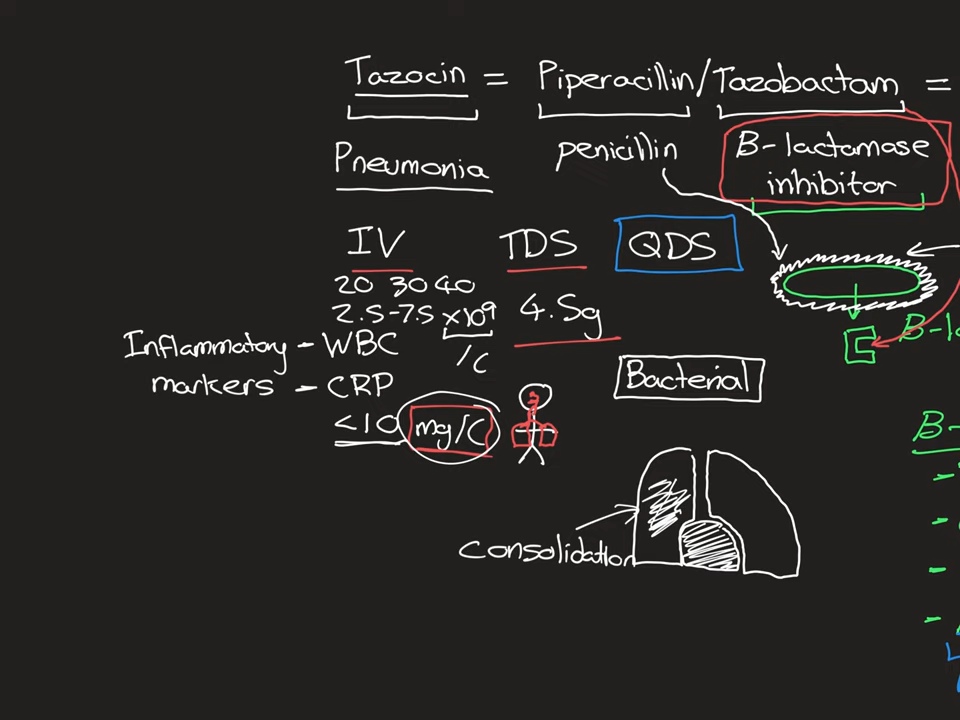 Tazocin = Piperacillin/Tazobactam =
Pneumonia penicillin B-lactamase
inhibitor
IV TDS QDS
20 30 40
2.5-7.5 x10⁹ 4.5g
/L
Inflammatory - WBC
markers - CRP
<10 mg/L
Bacterial
B-l
B-
consolidation